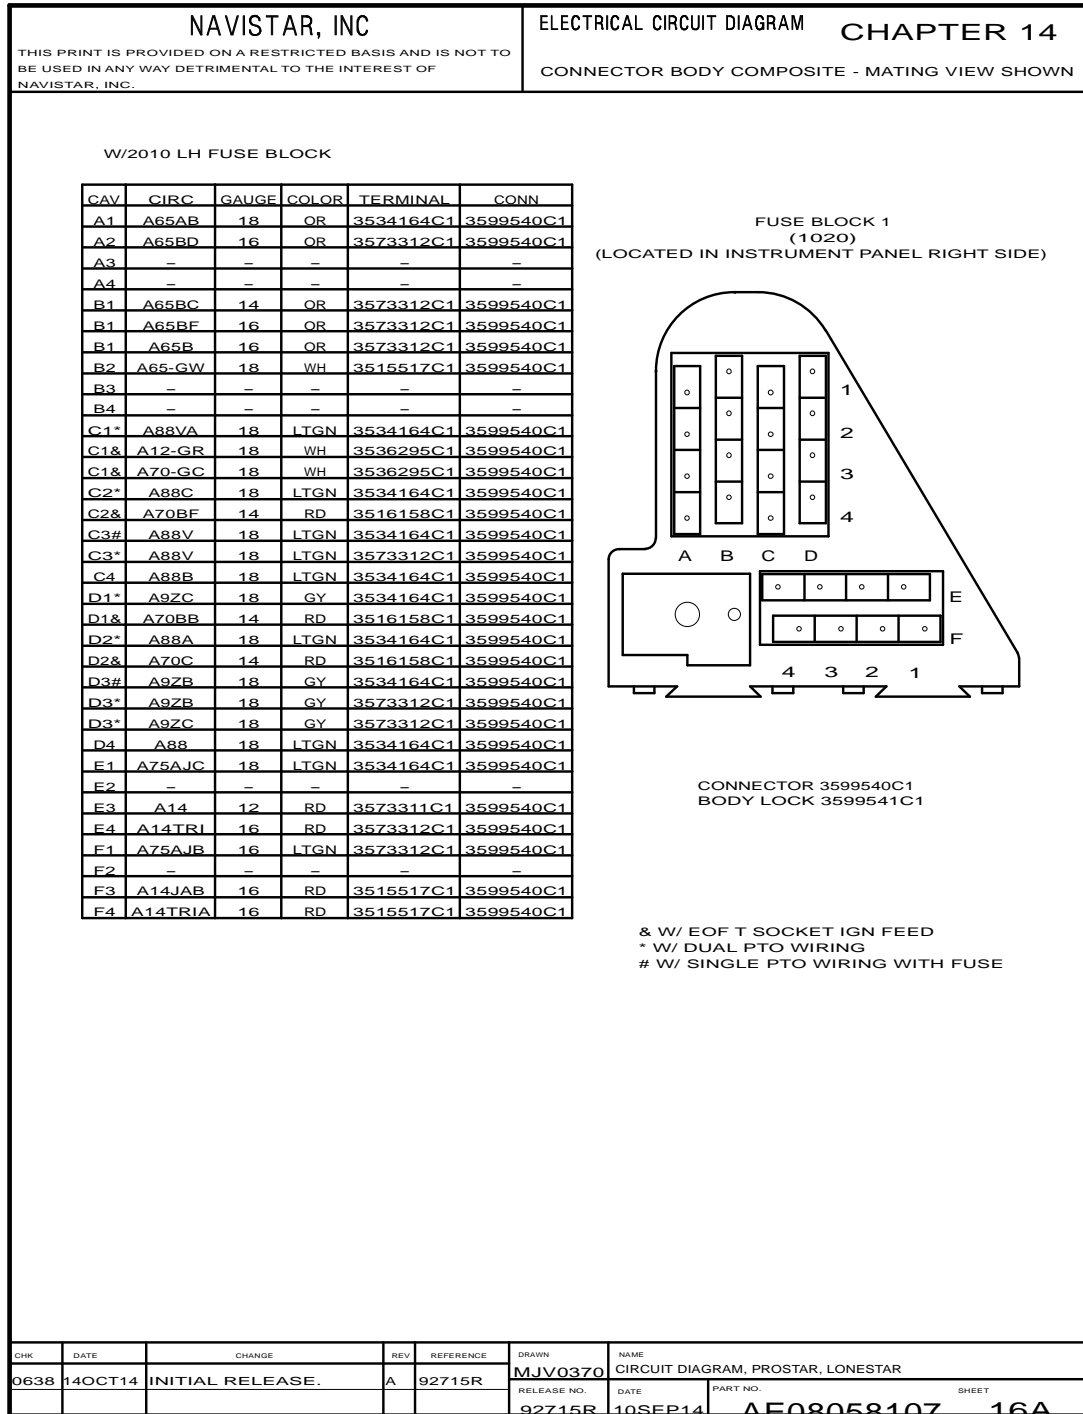 NAVISTAR, INC
THIS PRINT IS PROVIDED ON A RESTRICTED BASIS AND IS NOT TO
BE USED IN ANY WAY DETRIMENTAL TO THE INTEREST OF
NAVISTAR, INC.
ELECTRICAL CIRCUIT DIAGRAM CHAPTER 14
CONNECTOR BODY COMPOSITE - MATING VIEW SHOWN
W/2010 LH FUSE BLOCK
CAV CIRC GAUGE COLOR TERMINAL CONN
A1 A65AB 18 OR 3534164C1 3599540C1
A2 A65BD 16 OR 3573312C1 3599540C1
A3 – – – – –
A4 – – – – –
B1 A65BC 14 OR 3573312C1 3599540C1
B1 A65BF 16 OR 3573312C1 3599540C1
B1 A65B 16 OR 3573312C1 3599540C1
B2 A65-GW 18 WH 3515517C1 3599540C1
B3 – – – – –
B4 – – – – –
C1* A88VA 18 LTGN 3534164C1 3599540C1
C1& A12-GR 18 WH 3536295C1 3599540C1
C1& A70-GC 18 WH 3536295C1 3599540C1
C2* A88C 18 LTGN 3534164C1 3599540C1
C2& A70BF 14 RD 3516158C1 3599540C1
C3# A88V 18 LTGN 3534164C1 3599540C1
C3* A88V 18 LTGN 3573312C1 3599540C1
C4 A88B 18 LTGN 3534164C1 3599540C1
D1* A9ZC 18 GY 3534164C1 3599540C1
D1& A70BB 14 RD 3516158C1 3599540C1
D2* A88A 18 LTGN 3534164C1 3599540C1
D2& A70C 14 RD 3516158C1 3599540C1
D3# A9ZB 18 GY 3534164C1 3599540C1
D3* A9ZB 18 GY 3573312C1 3599540C1
D3* A9ZC 18 GY 3573312C1 3599540C1
D4 A88 18 LTGN 3534164C1 3599540C1
E1 A75AJC 18 LTGN 3534164C1 3599540C1
E2 – – – – –
E3 A14 12 RD 3573311C1 3599540C1
E4 A14TRI 16 RD 3573312C1 3599540C1
F1 A75AJB 16 LTGN 3573312C1 3599540C1
F2 – – – – –
F3 A14JAB 16 RD 3515517C1 3599540C1
F4 A14TRIA 16 RD 3515517C1 3599540C1
FUSE BLOCK 1
(1020)
(LOCATED IN INSTRUMENT PANEL RIGHT SIDE)
1
2
3
4
A B C D
E
F
4 3 2 1
CONNECTOR 3599540C1
BODY LOCK 3599541C1
& W/ EOF T SOCKET IGN FEED
* W/ DUAL PTO WIRING
# W/ SINGLE PTO WIRING WITH FUSE
CHK DATE CHANGE REV REFERENCE
0638 14OCT14 INITIAL RELEASE. A 92715R
DRAWN NAME
MJV0370 CIRCUIT DIAGRAM, PROSTAR, LONESTAR
RELEASE NO. DATE PART NO. SHEET
92715R 10SEP14 AE08058107 16A